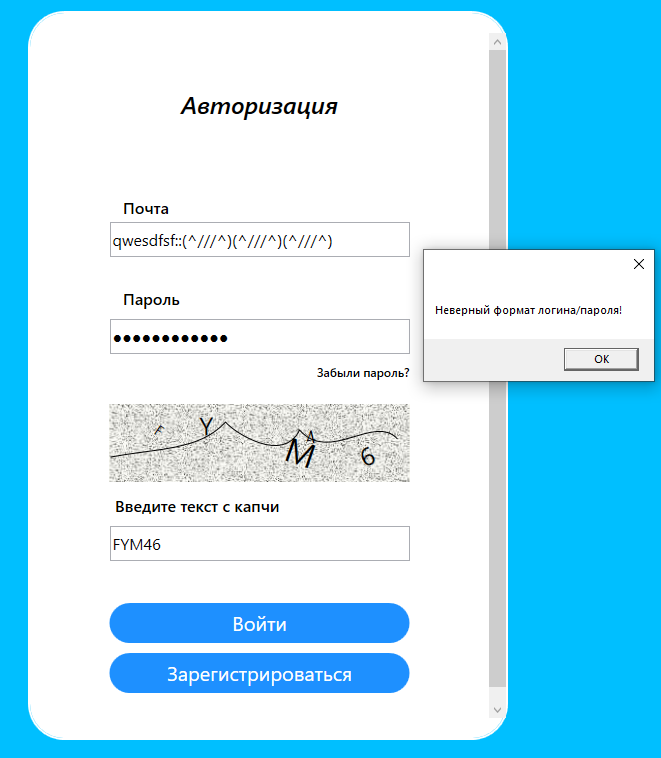 Авторизация
Почта
qwesdfsf::(^///^)(^///^)(^///^)
Неверный формат логина/пароля!
OK
Пароль
●●●●●●●●●●●●
Забыли пароль?
F Y M A 6
Введите текст с капчи
FYM46
Войти
Зарегистрироваться